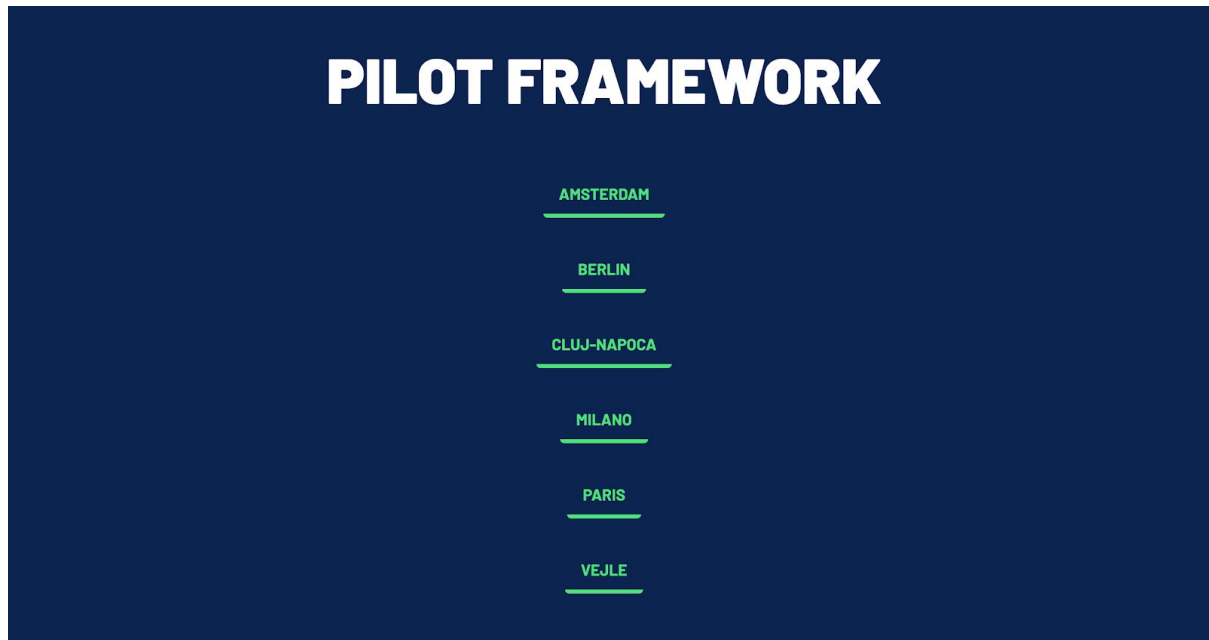 PILOT FRAMEWORK
AMSTERDAM
BERLIN
CLUJ-NAPOCA
MILANO
PARIS
VEJLE